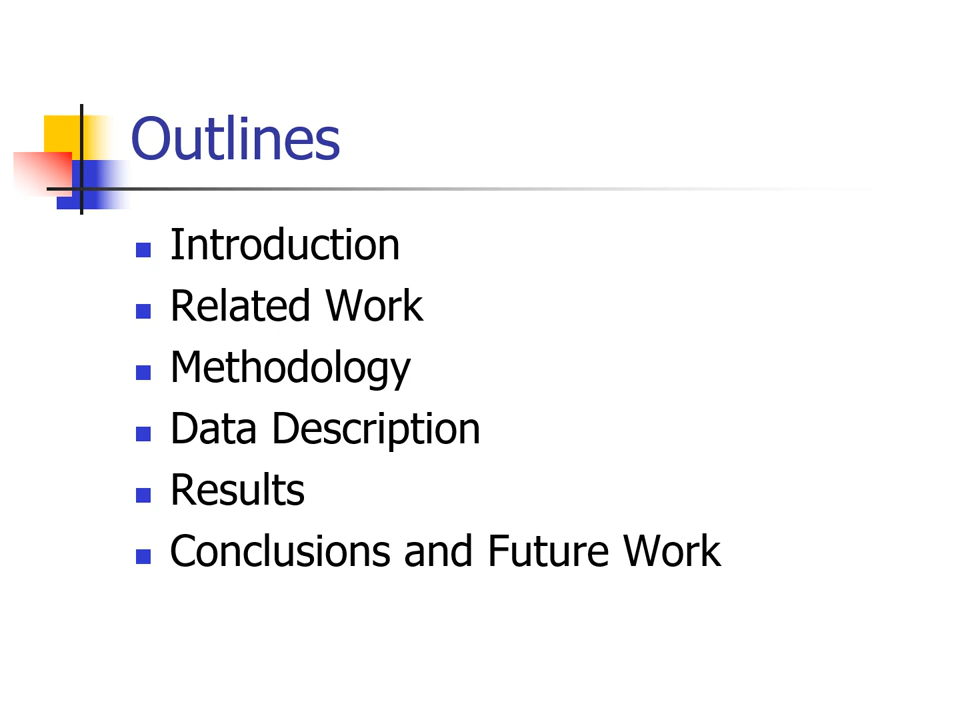 Outlines
Introduction
Related Work
Methodology
Data Description
Results
Conclusions and Future Work